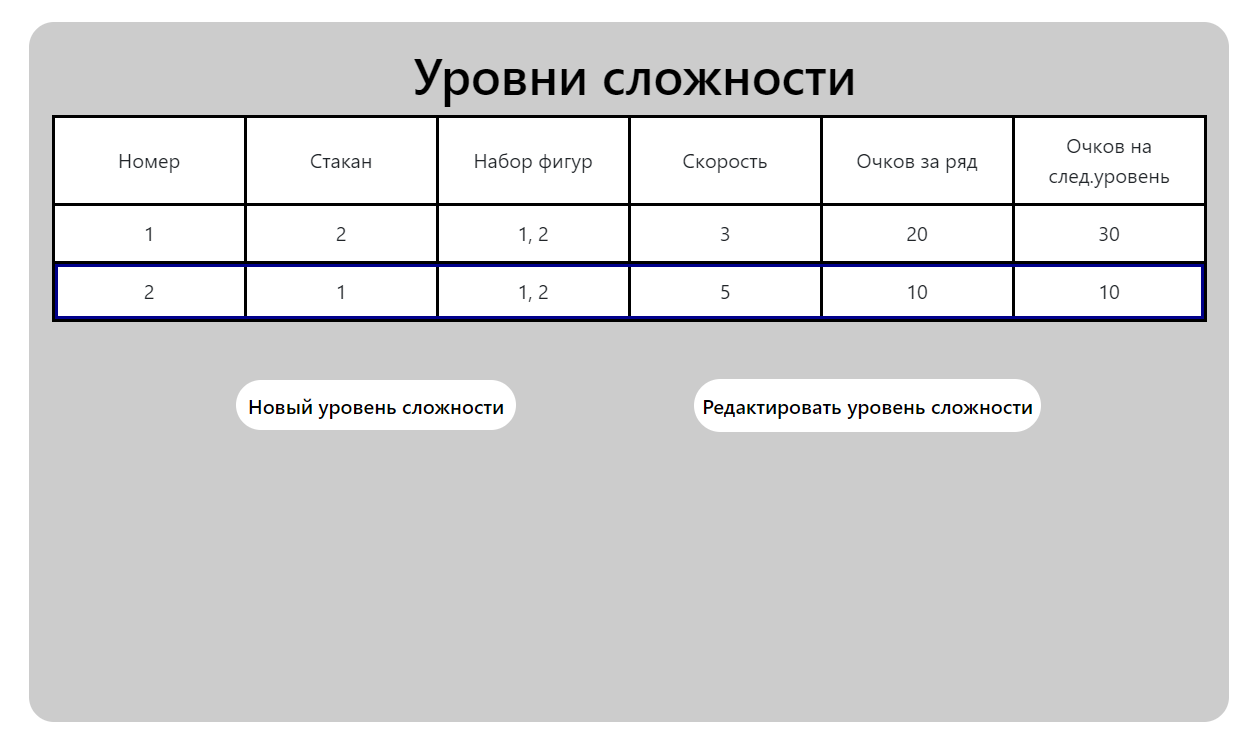 Уровни сложности
Номер Стакан Набор фигур Скорость Очков за ряд Очков на
след.уровень
1 2 1, 2 3 20 30
2 1 1, 2 5 10 10
Новый уровень сложности Редактировать уровень сложности